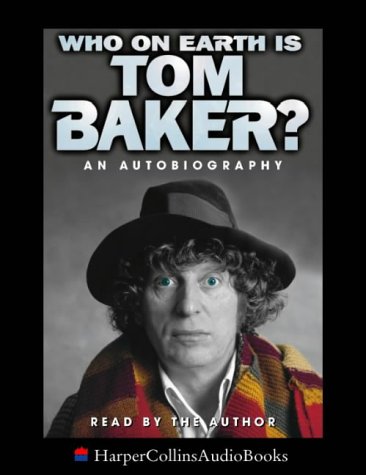 WHO ON EARTH IS
TOM
BAKER?
AN AUTOBIOGRAPHY
READ BY THE AUTHOR
HarperCollinsAudioBooks